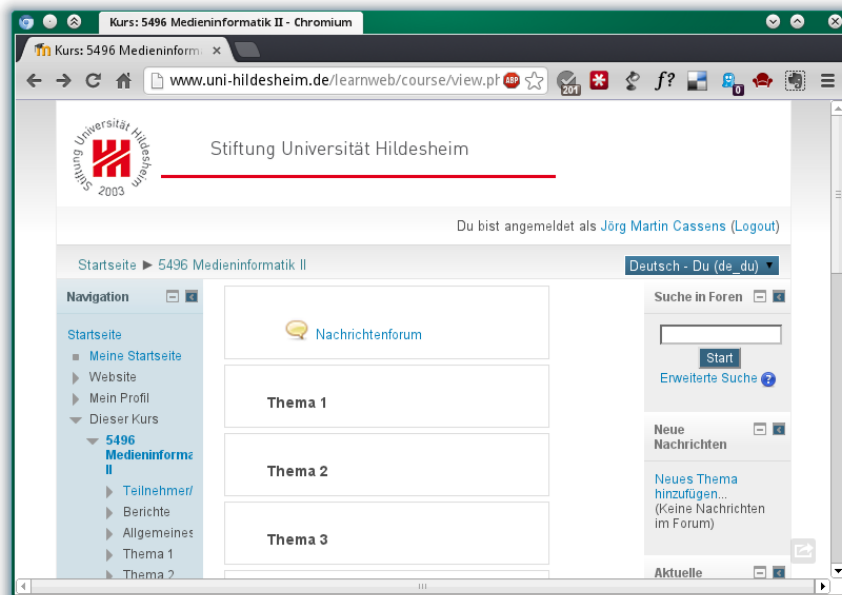 Kurs: 5496 Medieninformatik II - Chromium
Kurs: 5496 Medieninform
www.uni-hildesheim.de/learnweb/course/view.ph
ABP
201
f?
0
Stiftung Universität Hildesheim
2003
Stiftung Universität Hildesheim
Du bist angemeldet als Jörg Martin Cassens (Logout)
Startseite ► 5496 Medieninformatik II
Deutsch - Du (de_du)
Navigation
Startseite
Meine Startseite
Website
Mein Profil
Dieser Kurs
5496
Medieninforma
II
Teilnehmer/
Berichte
Allgemeines
Thema 1
Thema 2
Nachrichtenforum
Thema 1
Thema 2
Thema 3
Suche in Foren
Start
Erweiterte Suche ?
Neue
Nachrichten
Neues Thema
hinzufügen...
(Keine Nachrichten
im Forum)
Aktuelle